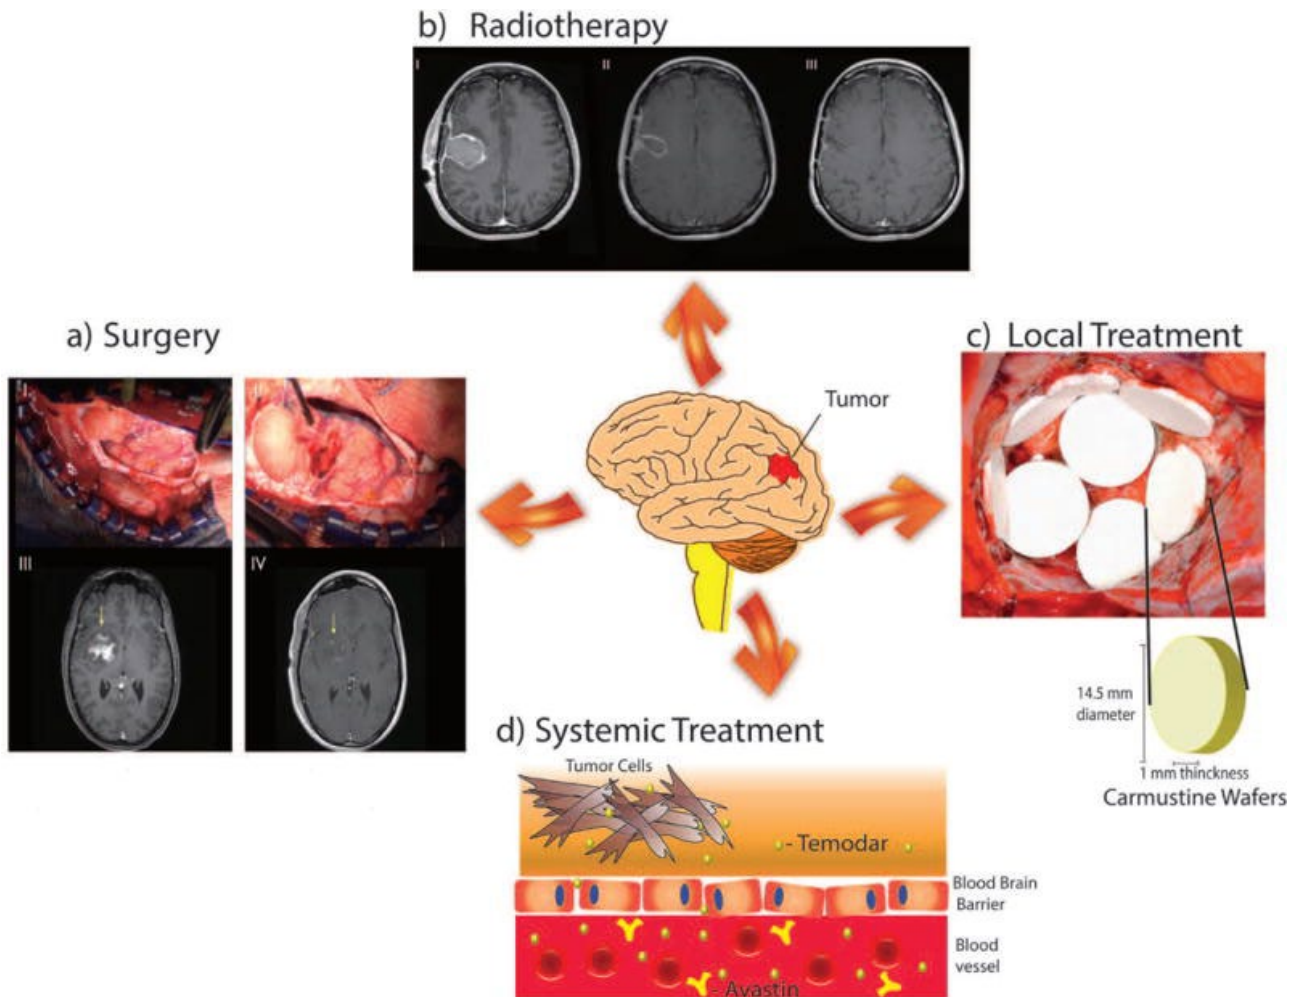 b) Radiotherapy
I
II
III
a) Surgery
I
II
III
IV
Tumor
c) Local Treatment
14.5 mm
diameter
1 mm thinckness
Carmustine Wafers
d) Systemic Treatment
Tumor Cells
- Temodar
Blood Brain
Barrier
Blood
vessel
- Avastin